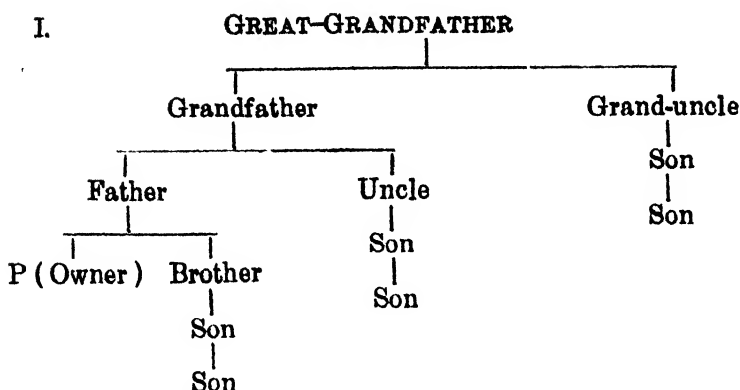 I. GREAT-GRANDFATHER
Grandfather Grand-uncle
Son
Father Uncle
Son
Son
P (Owner) Brother
Son
Son
Son